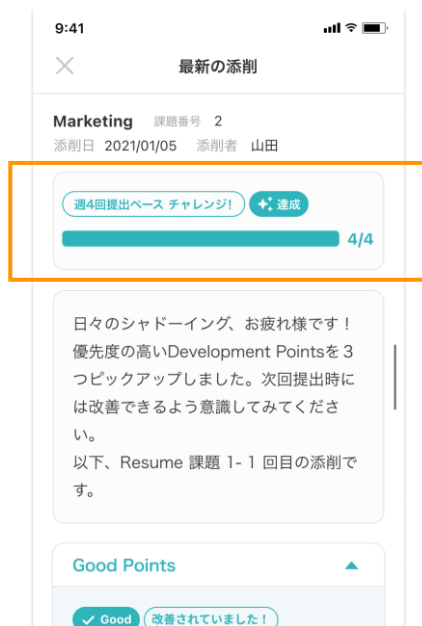 9:41
最新の添削
Marketing 課題番号 2
添削日 2021/01/05 添削者 山田
週4回提出ペース チャレンジ! 達成
4/4
日々のシャドーイング、お疲れ様です！
優先度の高いDevelopment Pointsを３
つピックアップしました。次回提出時に
は改善できるよう意識してみてくださ
い。
以下、Resume 課題 1-１回目の添削で
す。
Good Points
Good 改善されていました！